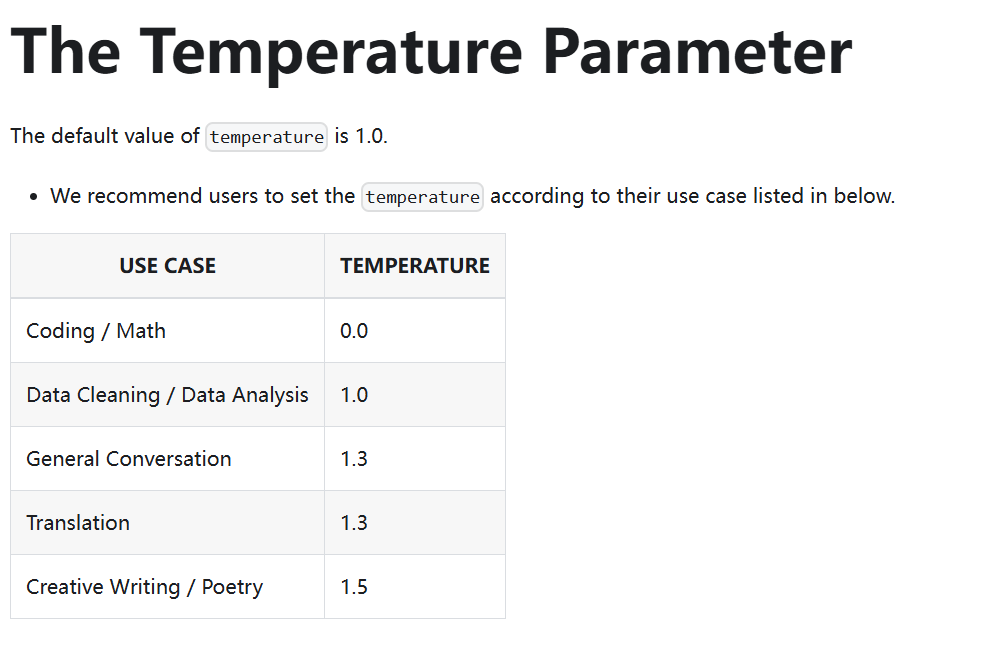 The Temperature Parameter
The default value of temperature is 1.0.
• We recommend users to set the temperature according to their use case listed in below.
USE CASE TEMPERATURE
Coding / Math 0.0
Data Cleaning / Data Analysis 1.0
General Conversation 1.3
Translation 1.3
Creative Writing / Poetry 1.5